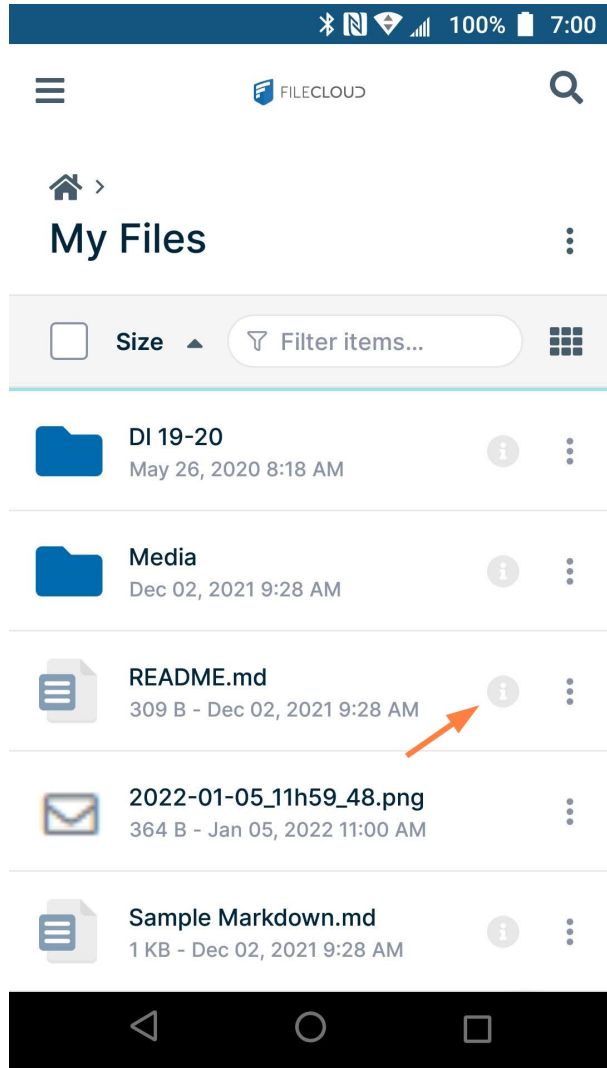 100% 7:00
FILECLOUD
My Files
Size Filter items...
DI 19-20
May 26, 2020 8:18 AM
Media
Dec 02, 2021 9:28 AM
README.md
309 B - Dec 02, 2021 9:28 AM
2022-01-05_11h59_48.png
364 B - Jan 05, 2022 11:00 AM
Sample Markdown.md
1 KB - Dec 02, 2021 9:28 AM